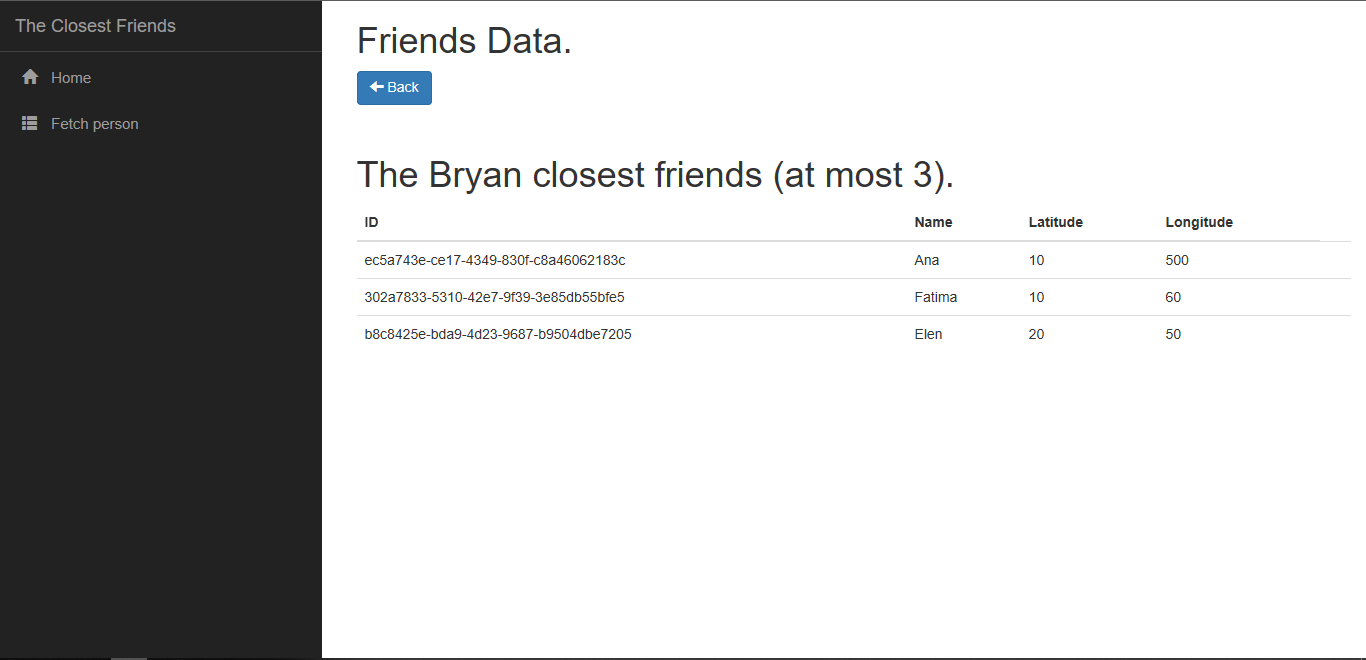 The Closest Friends
Home
Fetch person
Friends Data.
Back
The Bryan closest friends (at most 3).
ID Name Latitude Longitude
ec5a743e-ce17-4349-830f-c8a46062183c Ana 10 500
302a7833-5310-42e7-9f39-3e85db55bfe5 Fatima 10 60
b8c8425e-bda9-4d23-9687-b9504dbe7205 Elen 20 50